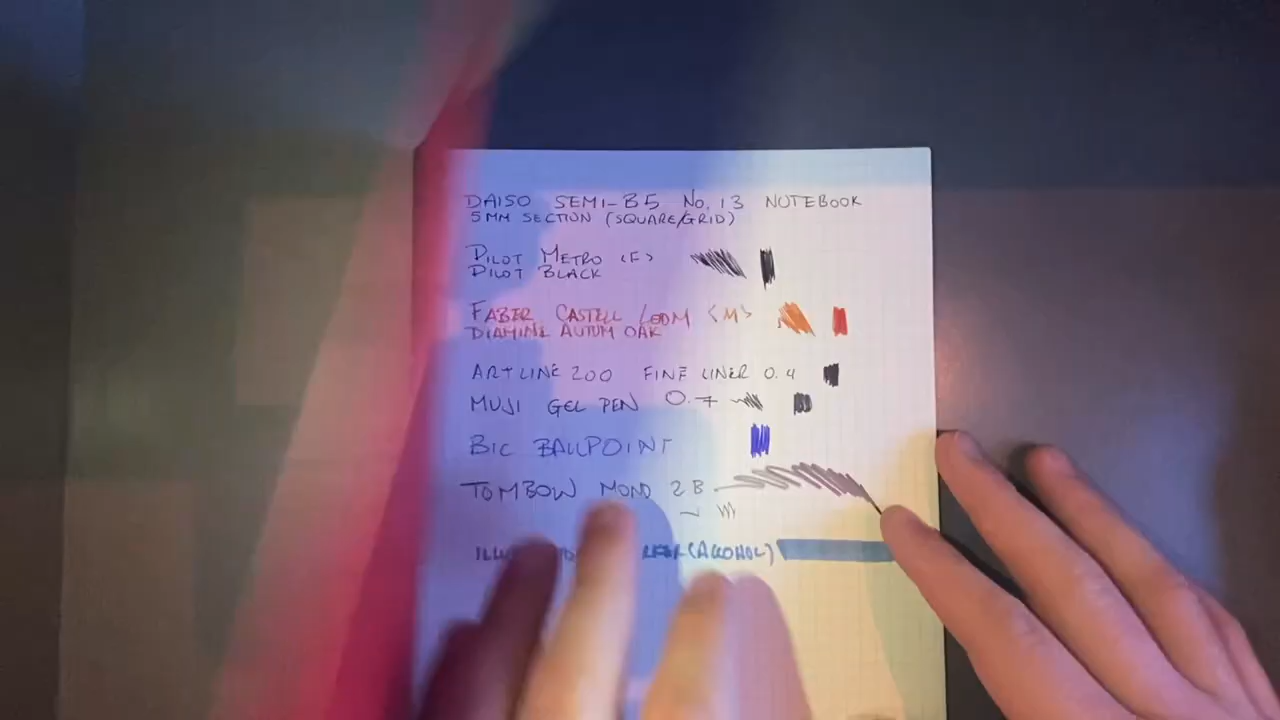 DAISO SEMI-B5 No. 13 NOTEBOOK
5MM SECTION (SQUARE/GRID)
PILOT METRO <F>
PILOT BLACK
FABER CASTELL LOOM <M>
DIAMINE AUTUM OAK
ARTLINE 200 FINE LINER 0.4
MUJI GEL PEN 0.7
BIC BALLPOINT
TOMBOW MONO 2B
(ALCOHOL)